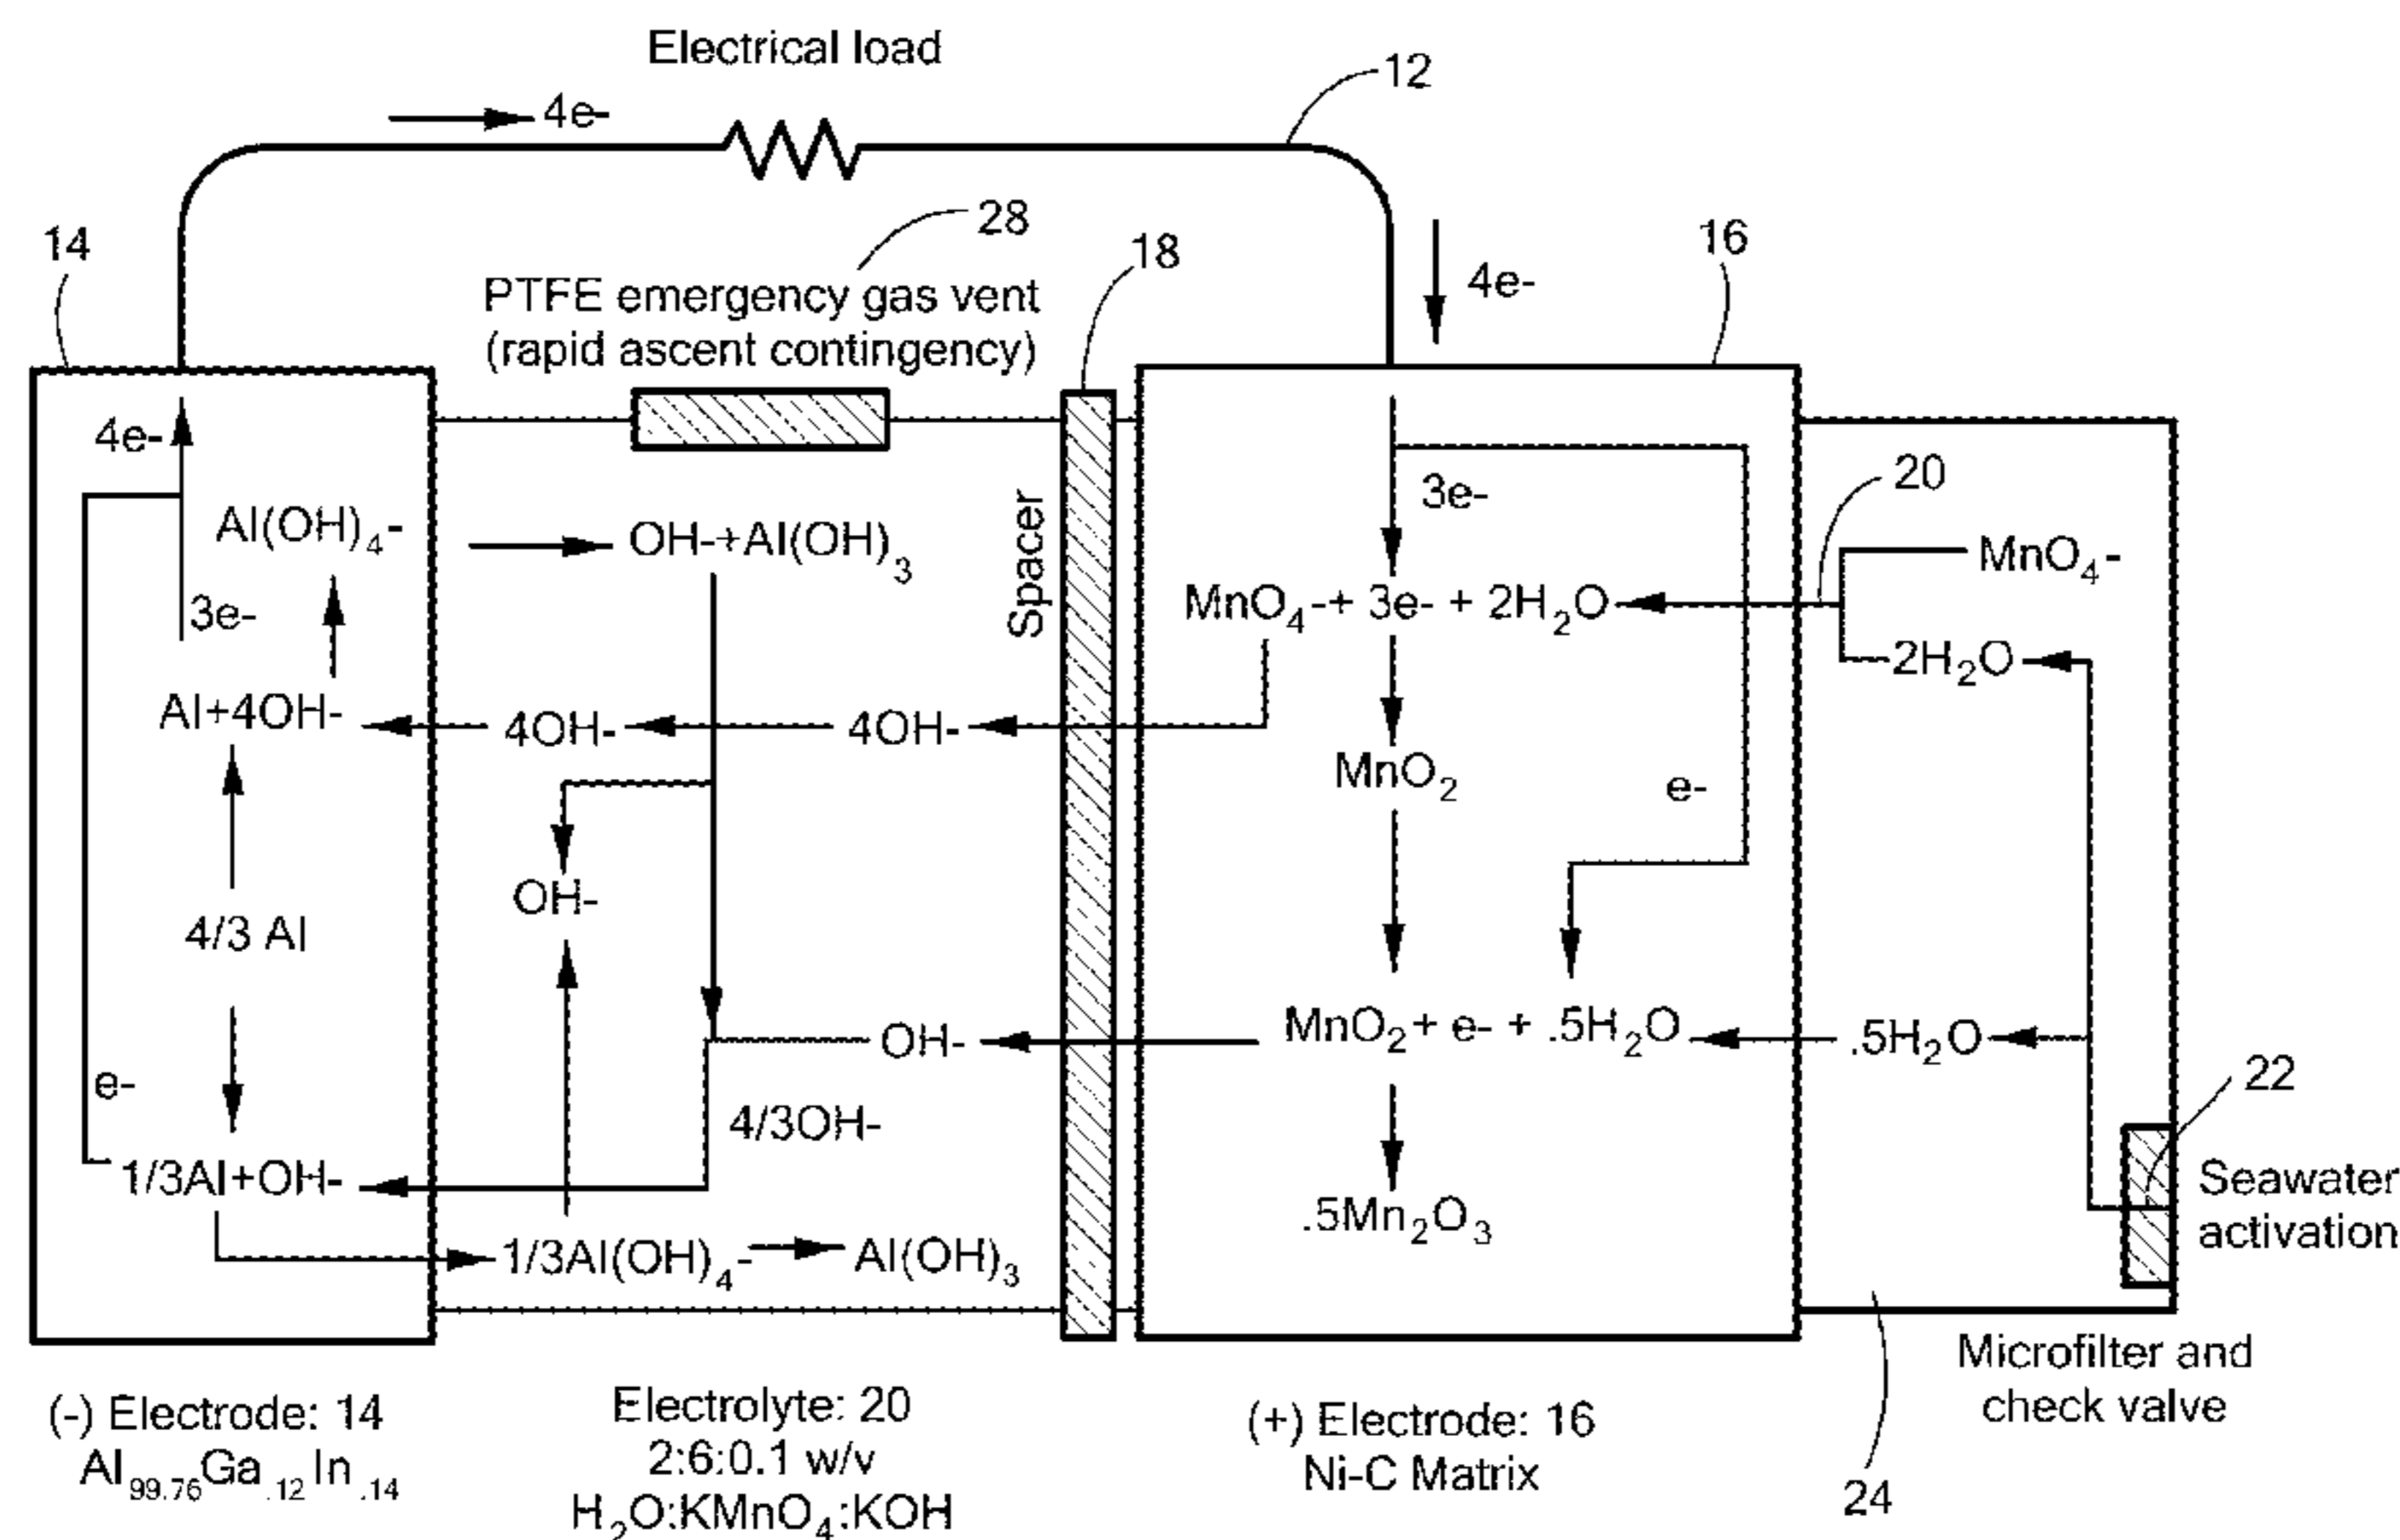 Electrical load
12
4e-
28
14
18
16
PTFE emergency gas vent
(rapid ascent contingency)
4e-
4e-
20
3e-
Al(OH)₄-
OH-+Al(OH)₃
Spacer
MnO₄-
3e-
MnO₄-+ 3e- + 2H₂O
2H₂O
Al+4OH-
4OH-
4OH-
MnO₂
e-
OH-
4/3 Al
MnO₂+ e- + .5H₂O
.5H₂O
OH-
22
e-
4/3OH-
1/3Al+OH-
Seawater
activation
.5Mn₂O₃
1/3Al(OH)₄-
Al(OH)₃
Microfilter and
check valve
(-) Electrode: 14
Al₉₉.₇₆Ga.₁₂In.₁₄
Electrolyte: 20
2:6:0.1 w/v
H₂O:KMnO₄:KOH
(+) Electrode: 16
Ni-C Matrix
24